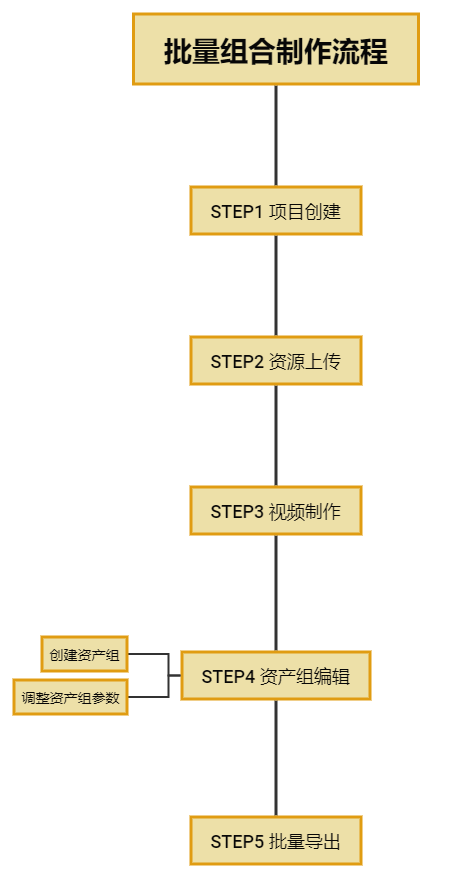 批量组合制作流程
STEP1 项目创建
STEP2 资源上传
STEP3 视频制作
创建资产组
STEP4 资产组编辑
调整资产组参数
STEP5 批量导出